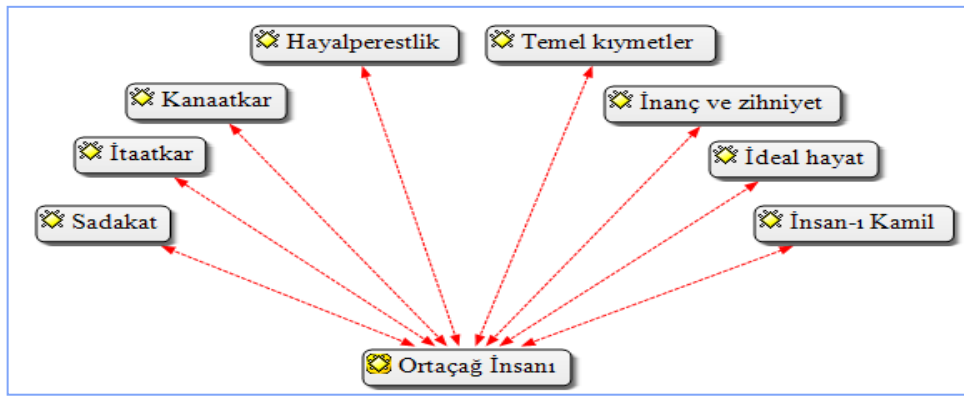 Hayalperestlik
Temel kıymetler
Kanaatkar
İnanç ve zihniyet
İtaatkar
İdeal hayat
Sadakat
İnsan-ı Kamil
Ortaçağ İnsanı